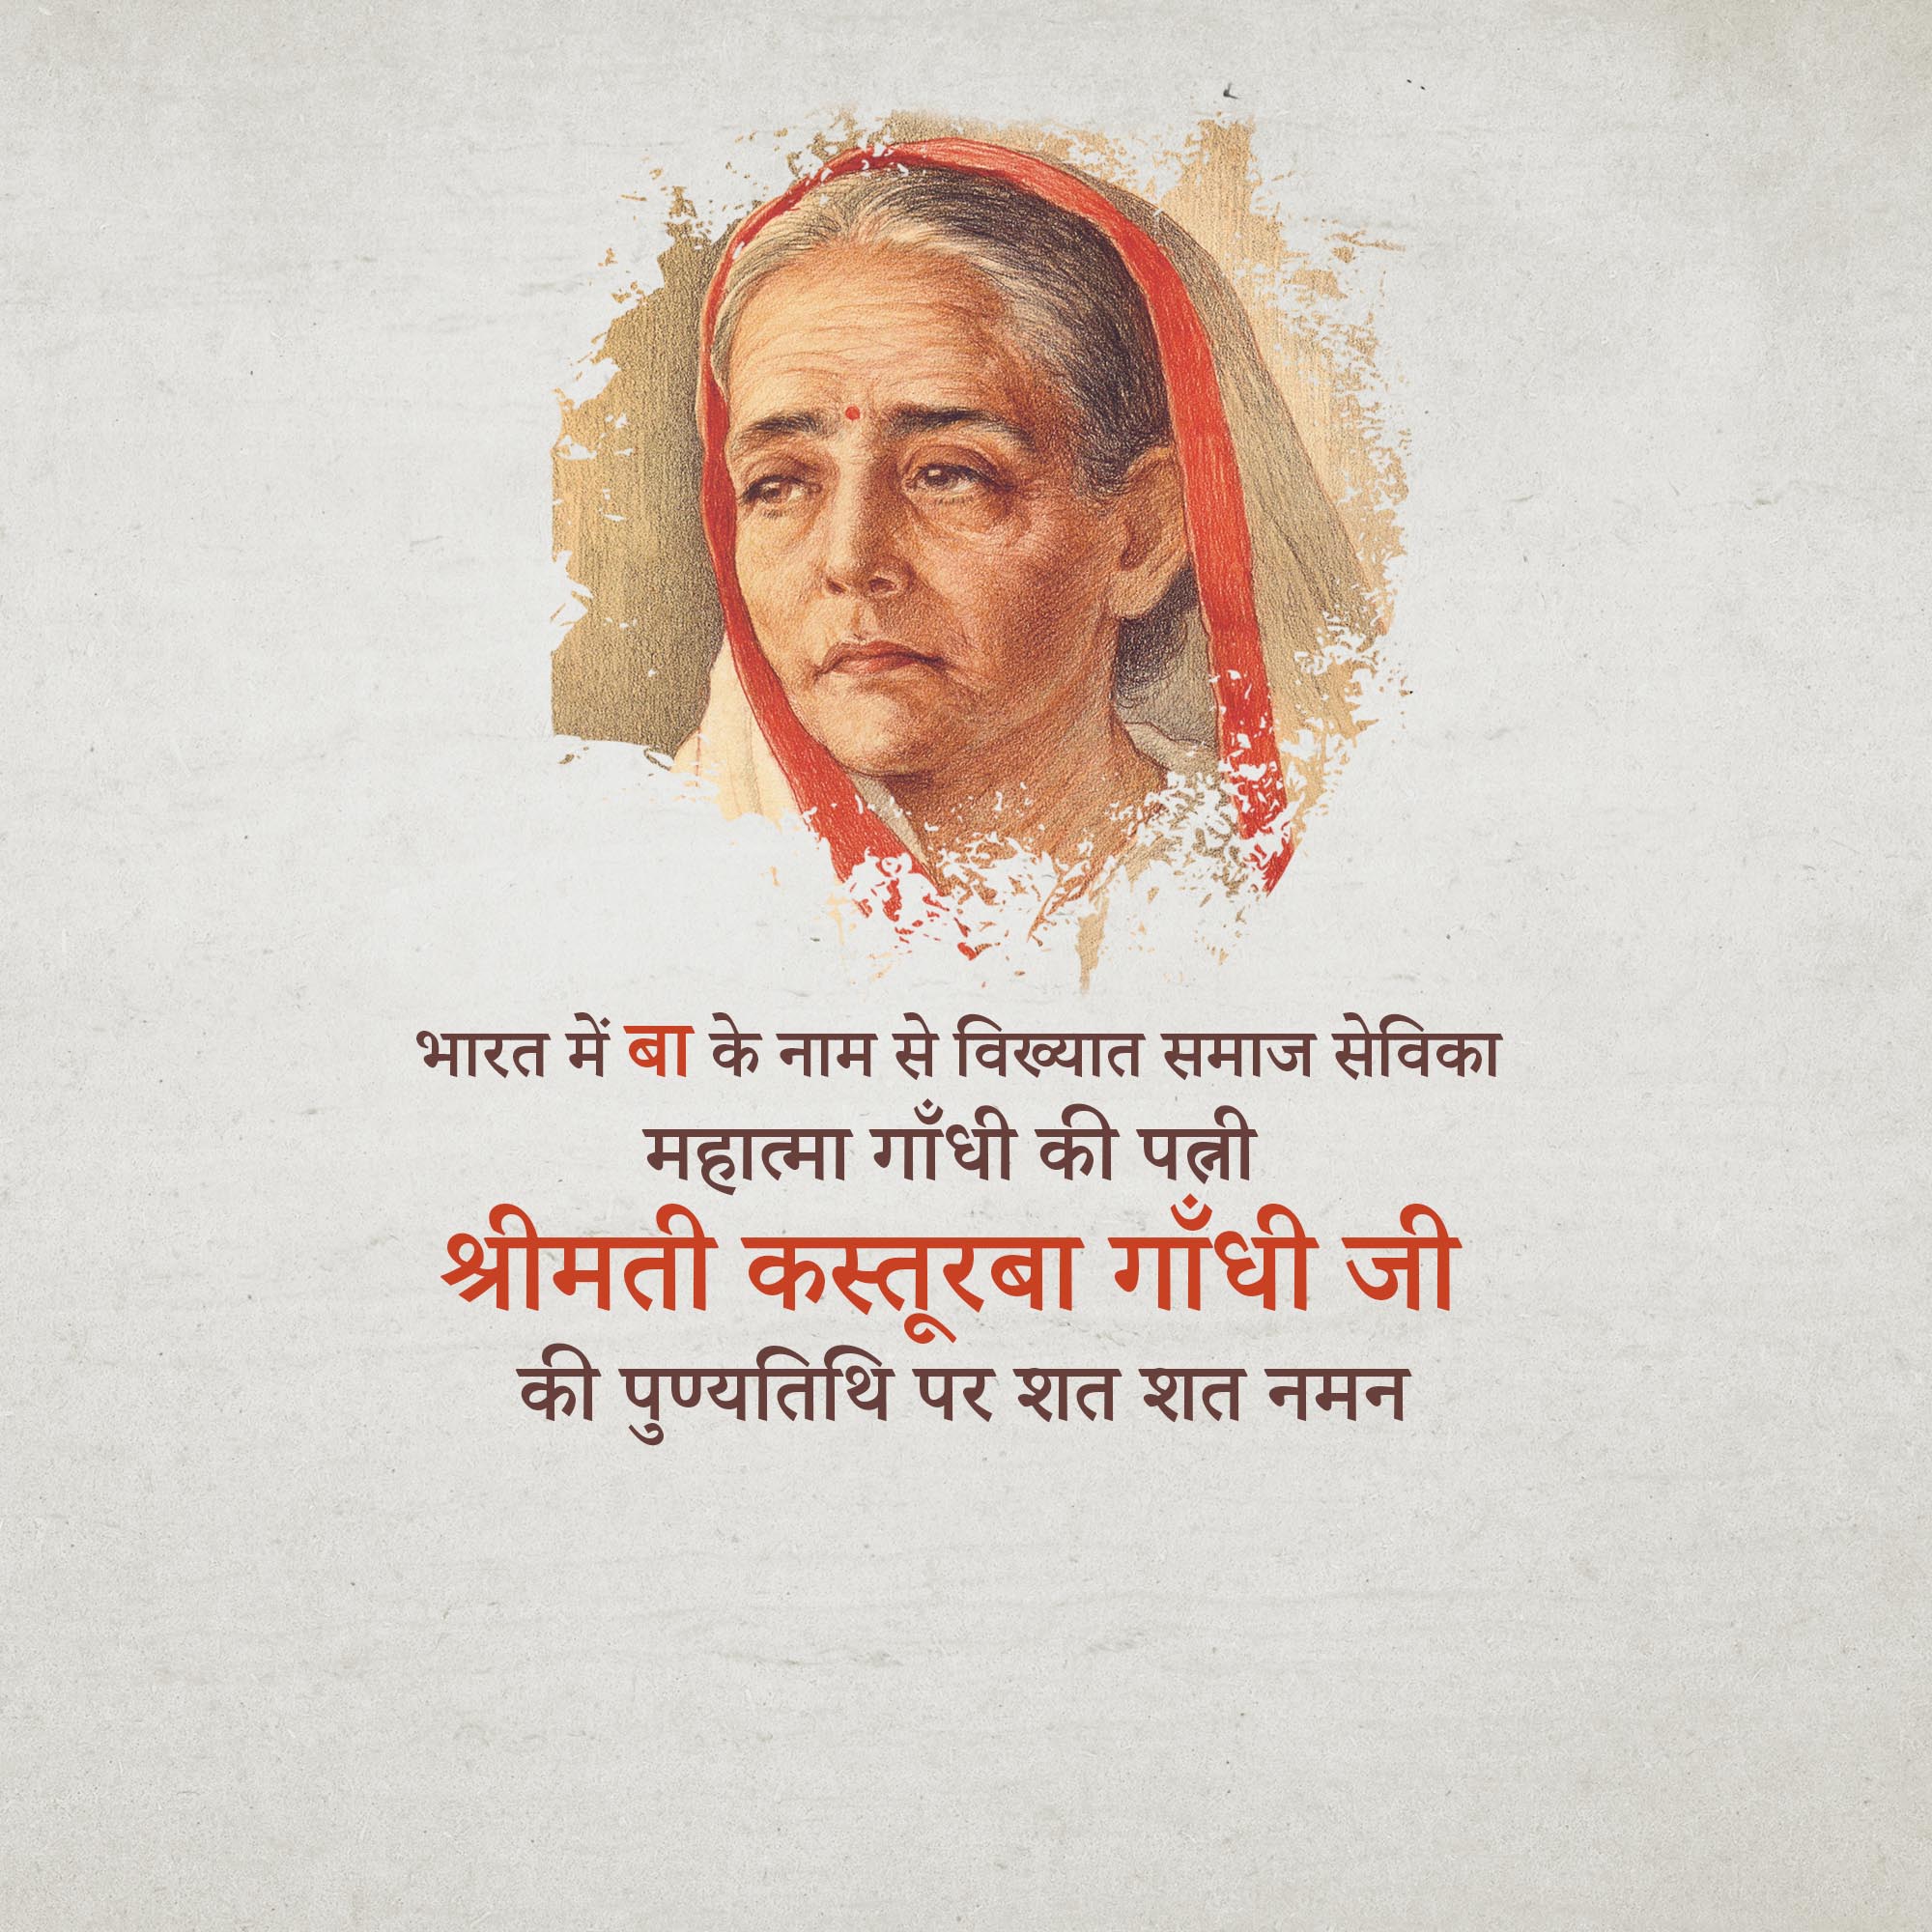 भारत में बा के नाम से विख्यात समाज सेविका
महात्मा गाँधी की पत्नी
श्रीमती कस्तूरबा गाँधी जी
की पुण्यतिथि पर शत शत नमन